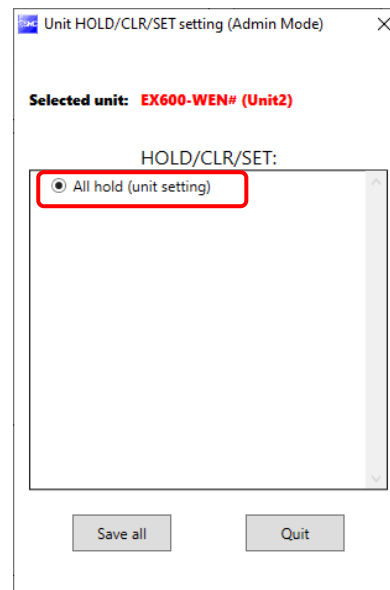 SMC Unit HOLD/CLR/SET setting (Admin Mode)
Selected unit: EX600-WEN# (Unit2)
HOLD/CLR/SET:
All hold (unit setting)
Save all Quit